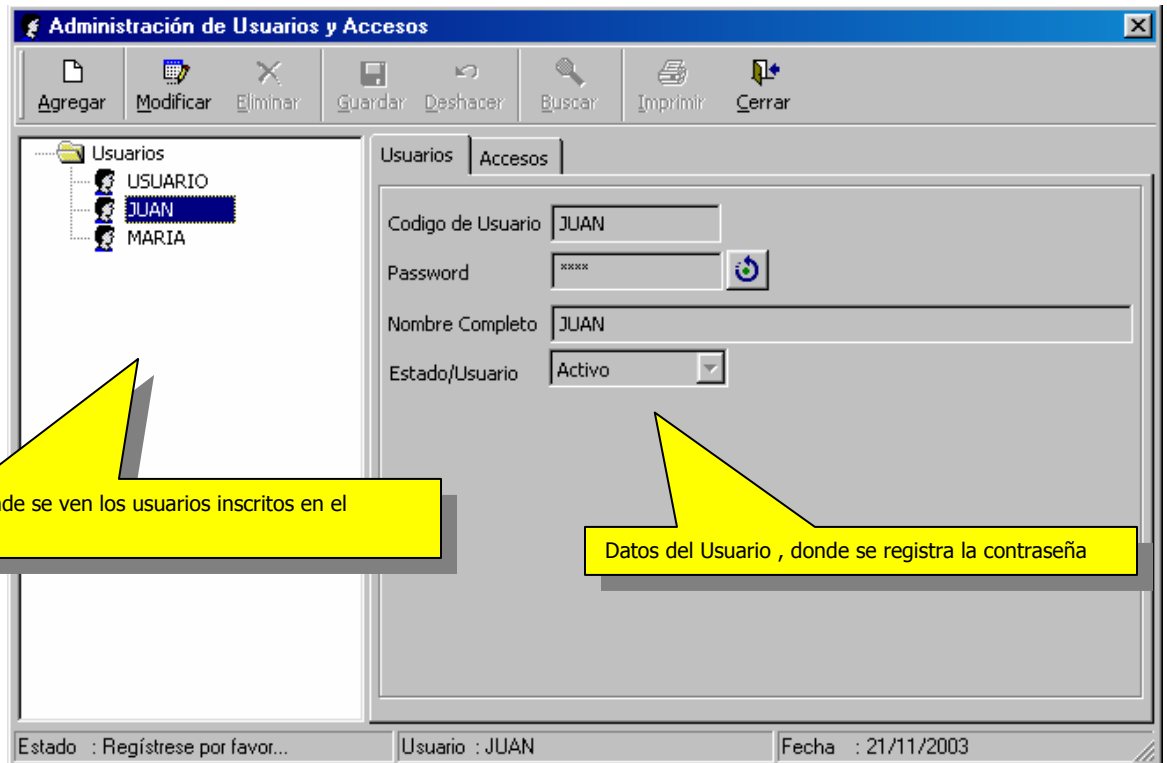 Administración de Usuarios y Accesos
Agregar Modificar Eliminar Guardar Deshacer Buscar Imprimir Cerrar
Usuarios
USUARIO
JUAN
MARIA
Usuarios Accesos
Codigo de Usuario JUAN
Password ****
Nombre Completo JUAN
Estado/Usuario Activo
se ven los usuarios inscritos en el
Datos del Usuario , donde se registra la contraseña
Estado : Regístrese por favor... Usuario : JUAN Fecha : 21/11/2003